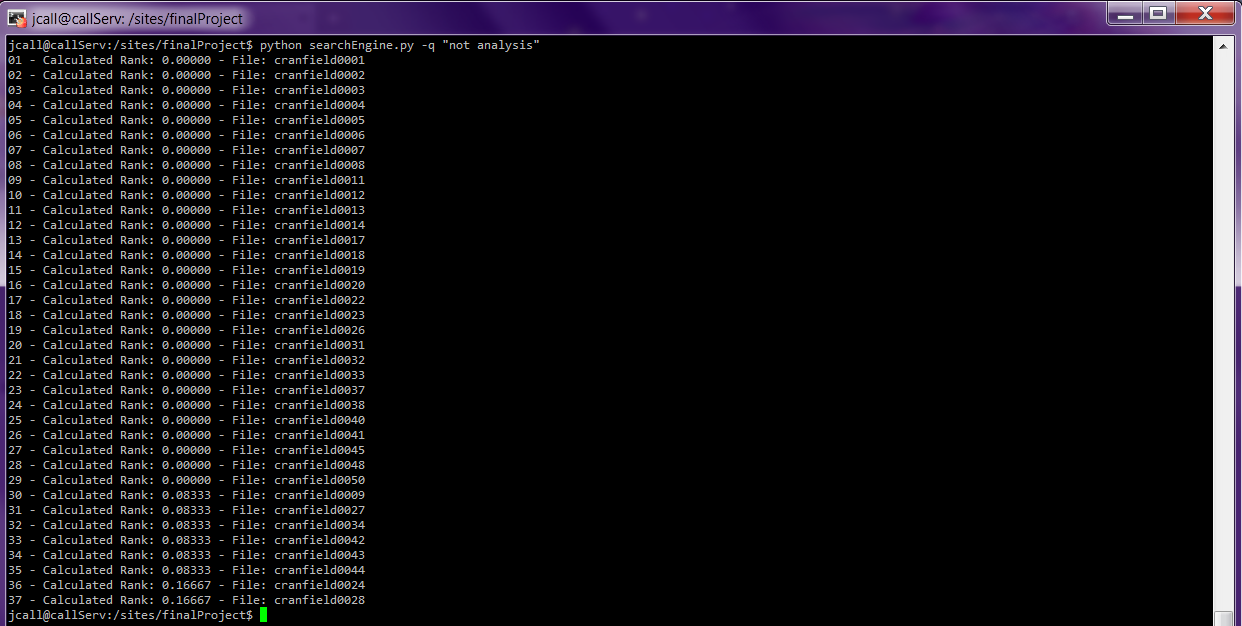 jcall@callServ: /sites/finalProject
jcall@callServ:/sites/finalProject$ python searchEngine.py -q "not analysis"
01 - Calculated Rank: 0.00000 - File: cranfield0001
02 - Calculated Rank: 0.00000 - File: cranfield0002
03 - Calculated Rank: 0.00000 - File: cranfield0003
04 - Calculated Rank: 0.00000 - File: cranfield0004
05 - Calculated Rank: 0.00000 - File: cranfield0005
06 - Calculated Rank: 0.00000 - File: cranfield0006
07 - Calculated Rank: 0.00000 - File: cranfield0007
08 - Calculated Rank: 0.00000 - File: cranfield0008
09 - Calculated Rank: 0.00000 - File: cranfield0011
10 - Calculated Rank: 0.00000 - File: cranfield0012
11 - Calculated Rank: 0.00000 - File: cranfield0013
12 - Calculated Rank: 0.00000 - File: cranfield0014
13 - Calculated Rank: 0.00000 - File: cranfield0017
14 - Calculated Rank: 0.00000 - File: cranfield0018
15 - Calculated Rank: 0.00000 - File: cranfield0019
16 - Calculated Rank: 0.00000 - File: cranfield0020
17 - Calculated Rank: 0.00000 - File: cranfield0022
18 - Calculated Rank: 0.00000 - File: cranfield0023
19 - Calculated Rank: 0.00000 - File: cranfield0026
20 - Calculated Rank: 0.00000 - File: cranfield0031
21 - Calculated Rank: 0.00000 - File: cranfield0032
22 - Calculated Rank: 0.00000 - File: cranfield0033
23 - Calculated Rank: 0.00000 - File: cranfield0037
24 - Calculated Rank: 0.00000 - File: cranfield0038
25 - Calculated Rank: 0.00000 - File: cranfield0040
26 - Calculated Rank: 0.00000 - File: cranfield0041
27 - Calculated Rank: 0.00000 - File: cranfield0045
28 - Calculated Rank: 0.00000 - File: cranfield0048
29 - Calculated Rank: 0.00000 - File: cranfield0050
30 - Calculated Rank: 0.08333 - File: cranfield0009
31 - Calculated Rank: 0.08333 - File: cranfield0027
32 - Calculated Rank: 0.08333 - File: cranfield0034
33 - Calculated Rank: 0.08333 - File: cranfield0042
34 - Calculated Rank: 0.08333 - File: cranfield0043
35 - Calculated Rank: 0.08333 - File: cranfield0044
36 - Calculated Rank: 0.16667 - File: cranfield0024
37 - Calculated Rank: 0.16667 - File: cranfield0028
jcall@callServ:/sites/finalProject$